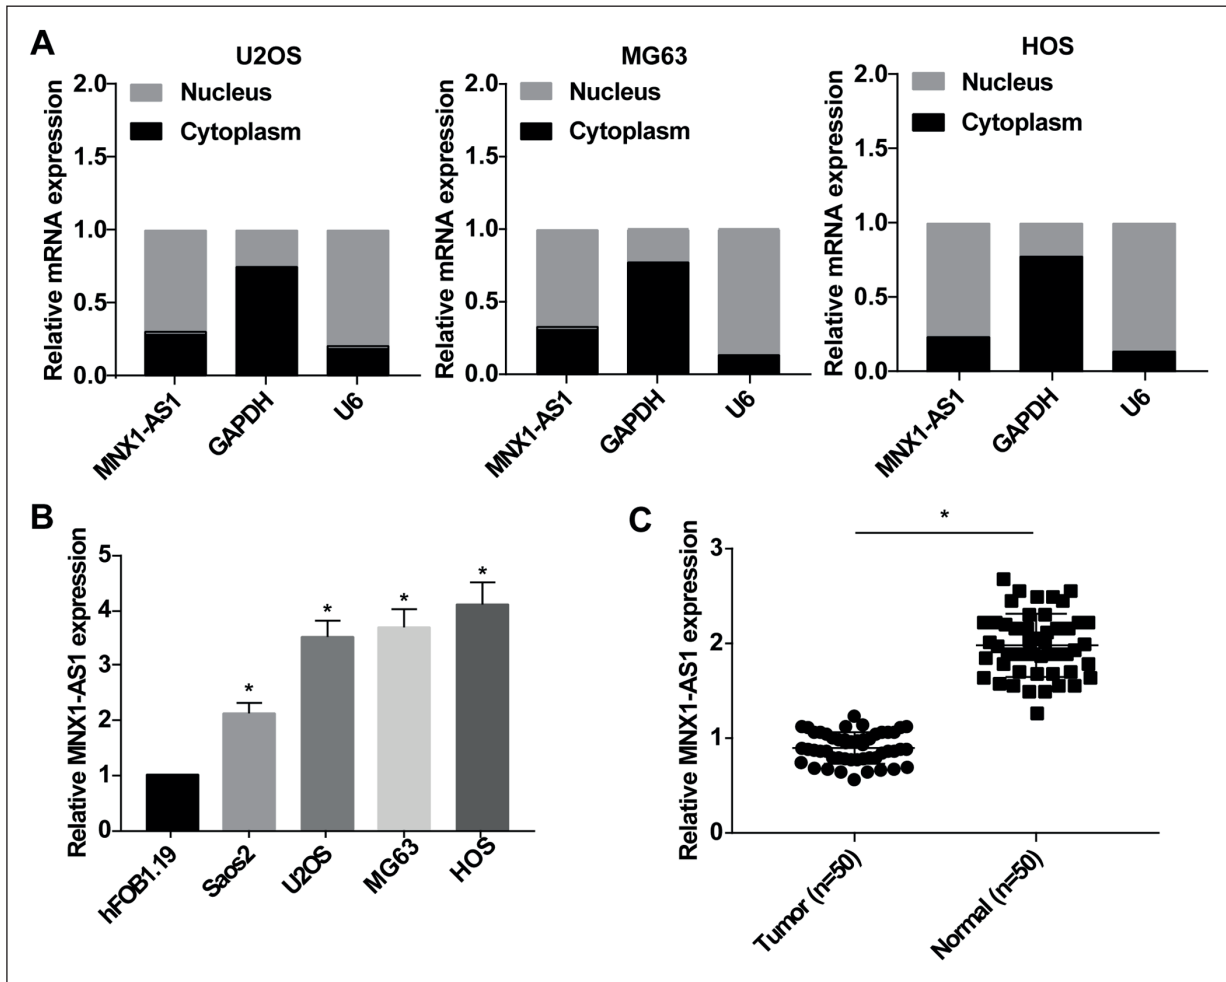 A
U2OS
Relative mRNA expression
2.0
1.5
1.0
0.5
0.0
Nucleus
Cytoplasm
MNX1-AS1
GAPDH
U6
MG63
Relative mRNA expression
2.0
1.5
1.0
0.5
0.0
Nucleus
Cytoplasm
MNX1-AS1
GAPDH
U6
HOS
Relative mRNA expression
2.0
1.5
1.0
0.5
0.0
Nucleus
Cytoplasm
MNX1-AS1
GAPDH
U6
B
Relative MNX1-AS1 expression
5
4
3
2
1
0
*
*
*
*
hFOB1.19
Saos2
U2OS
MG63
HOS
C
Relative MNX1-AS1 expression
3
2
1
0
*
Tumor (n=50)
Normal (n=50)